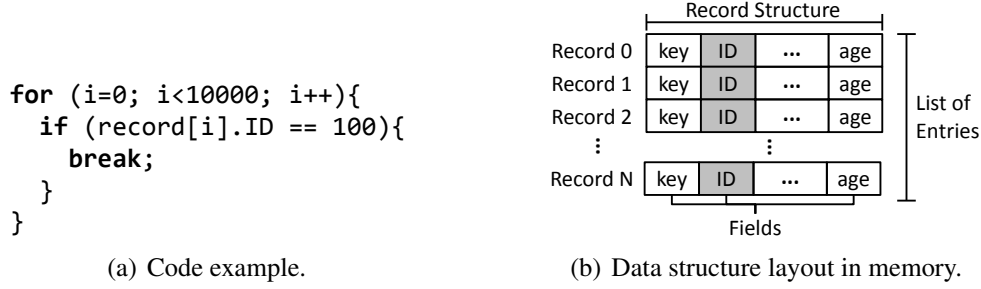 for (i=0; i<10000; i++){
if (record[i].ID == 100){
break;
}
}
(a) Code example.
Record Structure
Record 0 key ID ... age
Record 1 key ID ... age
Record 2 key ID ... age
⋮ ⋮
Record N key ID ... age
List of
Entries
Fields
(b) Data structure layout in memory.